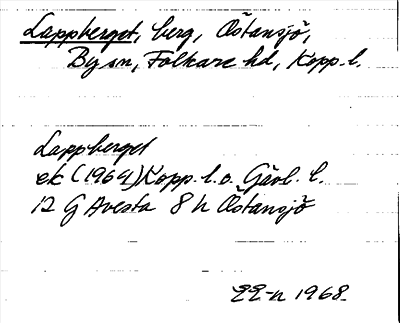 Lappberget, berg, Östansjö,
By sn, Folkare hd, Kopp. l.
Lappberget
ek (1964) Kopp. l. o. Gävl. l.
12 G Avesta 8 h Östansjö
EE-n 1968.